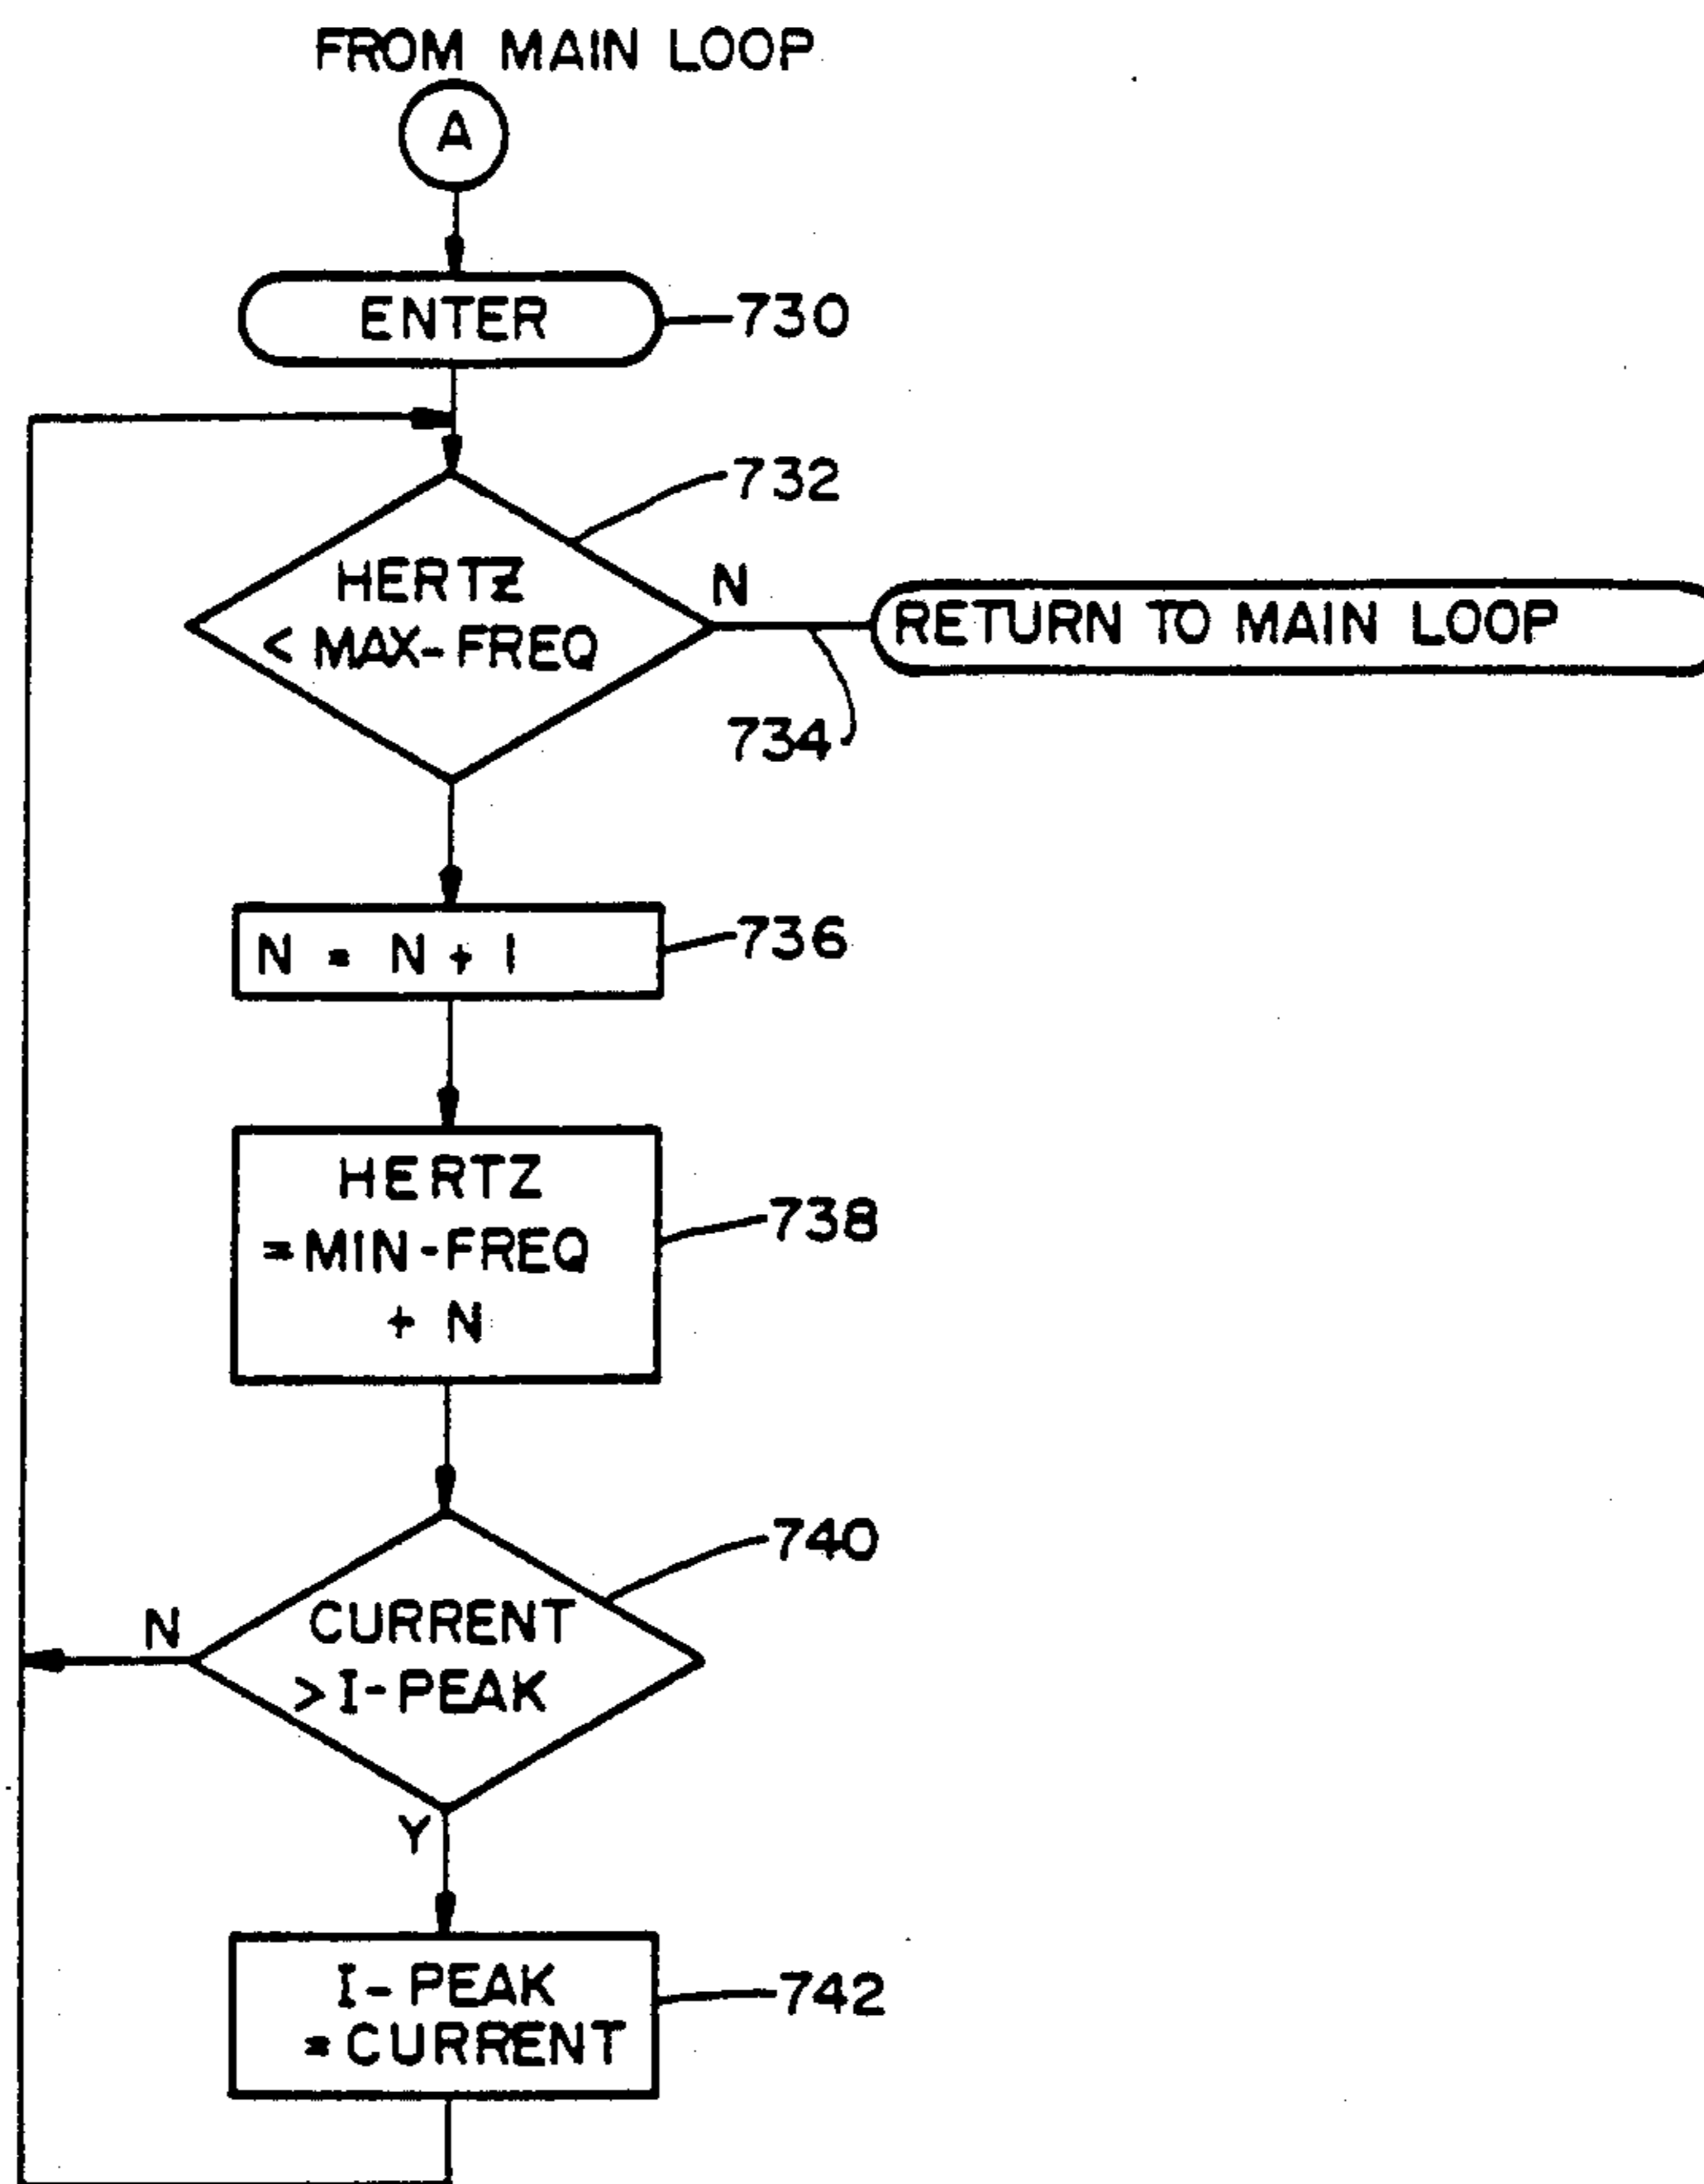 FROM MAIN LOOP
A
ENTER
730
732
HERTZ
< MAX-FREQ
N
RETURN TO MAIN LOOP
734
N = N + 1
736
HERTZ
=MIN-FREQ
+ N
738
740
CURRENT
>I-PEAK
N
Y
I-PEAK
=CURRENT
742